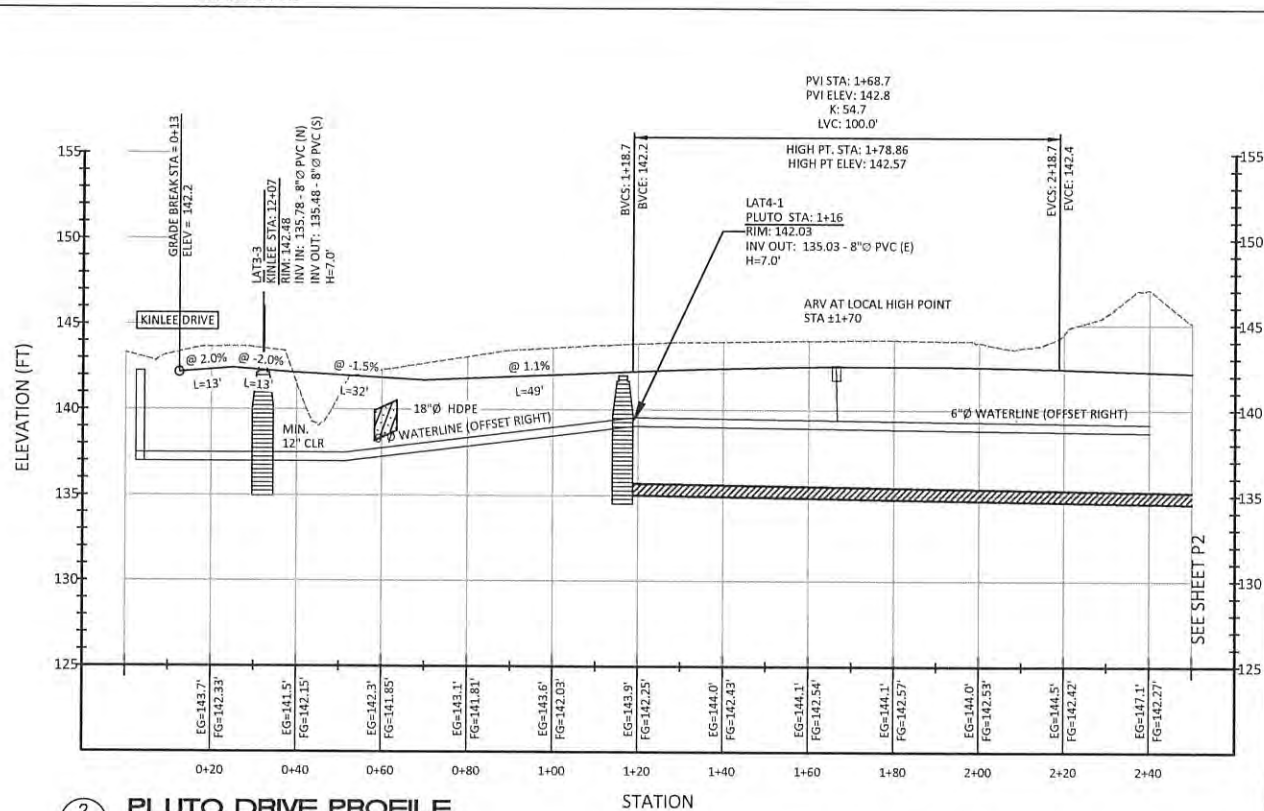 PVI STA: 1+68.7
PVI ELEV: 142.8
K: 54.7
LVC: 100.0'
HIGH PT. STA: 1+78.86
HIGH PT ELEV: 142.57
BVCS: 1+18.7
BVCE: 142.2
EVCS: 2+18.7
EVCE: 142.4
GRADE BREAK STA = 0+13
ELEV = 142.2
LAT3-3
KINLEE STA: 12+07
RIM: 142.48
INV IN: 135.78 - 8"Ø PVC (N)
INV OUT: 135.48 - 8"Ø PVC (S)
H=7.0'
LAT4-1
PLUTO STA: 1+16
RIM: 142.03
INV OUT: 135.03 - 8"Ø PVC (E)
H=7.0'
ARV AT LOCAL HIGH POINT
STA ±1+70
KINLEE DRIVE
@ 2.0%
@ -2.0%
@ -1.5%
@ 1.1%
L=13'
L=13'
L=32'
L=49'
18"Ø HDPE
MIN.
12" CLR
Ø WATERLINE (OFFSET RIGHT)
6"Ø WATERLINE (OFFSET RIGHT)
ELEVATION (FT)
155
150
145
140
135
130
125
155
150
145
140
135
130
125
SEE SHEET P2
EG=143.7'
FG=142.33'
EG=141.5'
FG=142.15'
EG=142.3'
FG=141.85'
EG=143.1'
FG=141.81'
EG=143.6'
FG=142.03'
EG=143.9'
FG=142.25'
EG=144.0'
FG=142.43'
EG=144.1'
FG=142.54'
EG=144.1'
FG=142.57'
EG=144.0'
FG=142.53'
EG=144.5'
FG=142.42'
EG=147.1'
FG=142.27'
0+20 0+40 0+60 0+80 1+00 1+20 1+40 1+60 1+80 2+00 2+20 2+40
STATION
2 PLUTO DRIVE PROFILE